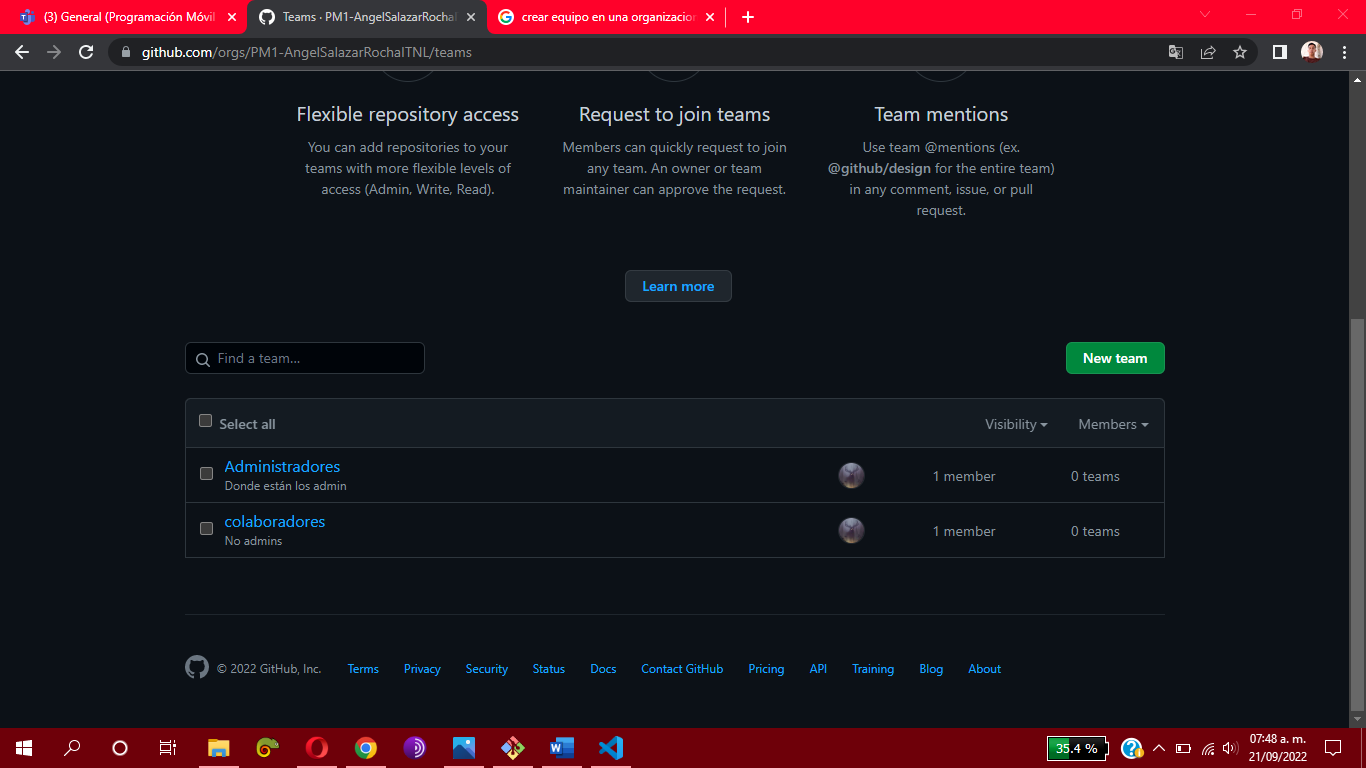 (3) General (Programación Móvil
Teams · PM1-AngelSalazarRochaI
crear equipo en una organizacion
github.com/orgs/PM1-AngelSalazarRochaITNL/teams
Flexible repository access
You can add repositories to your
teams with more flexible levels of
access (Admin, Write, Read).
Request to join teams
Members can quickly request to join
any team. An owner or team
maintainer can approve the request.
Team mentions
Use team @mentions (ex.
@github/design for the entire team)
in any comment, issue, or pull
request.
Learn more
Find a team...
New team
Select all
Visibility
Members
Administradores
Donde están los admin
1 member
0 teams
colaboradores
No admins
1 member
0 teams
© 2022 GitHub, Inc.
Terms
Privacy
Security
Status
Docs
Contact GitHub
Pricing
API
Training
Blog
About
35.4 %
07:48 a. m.
21/09/2022